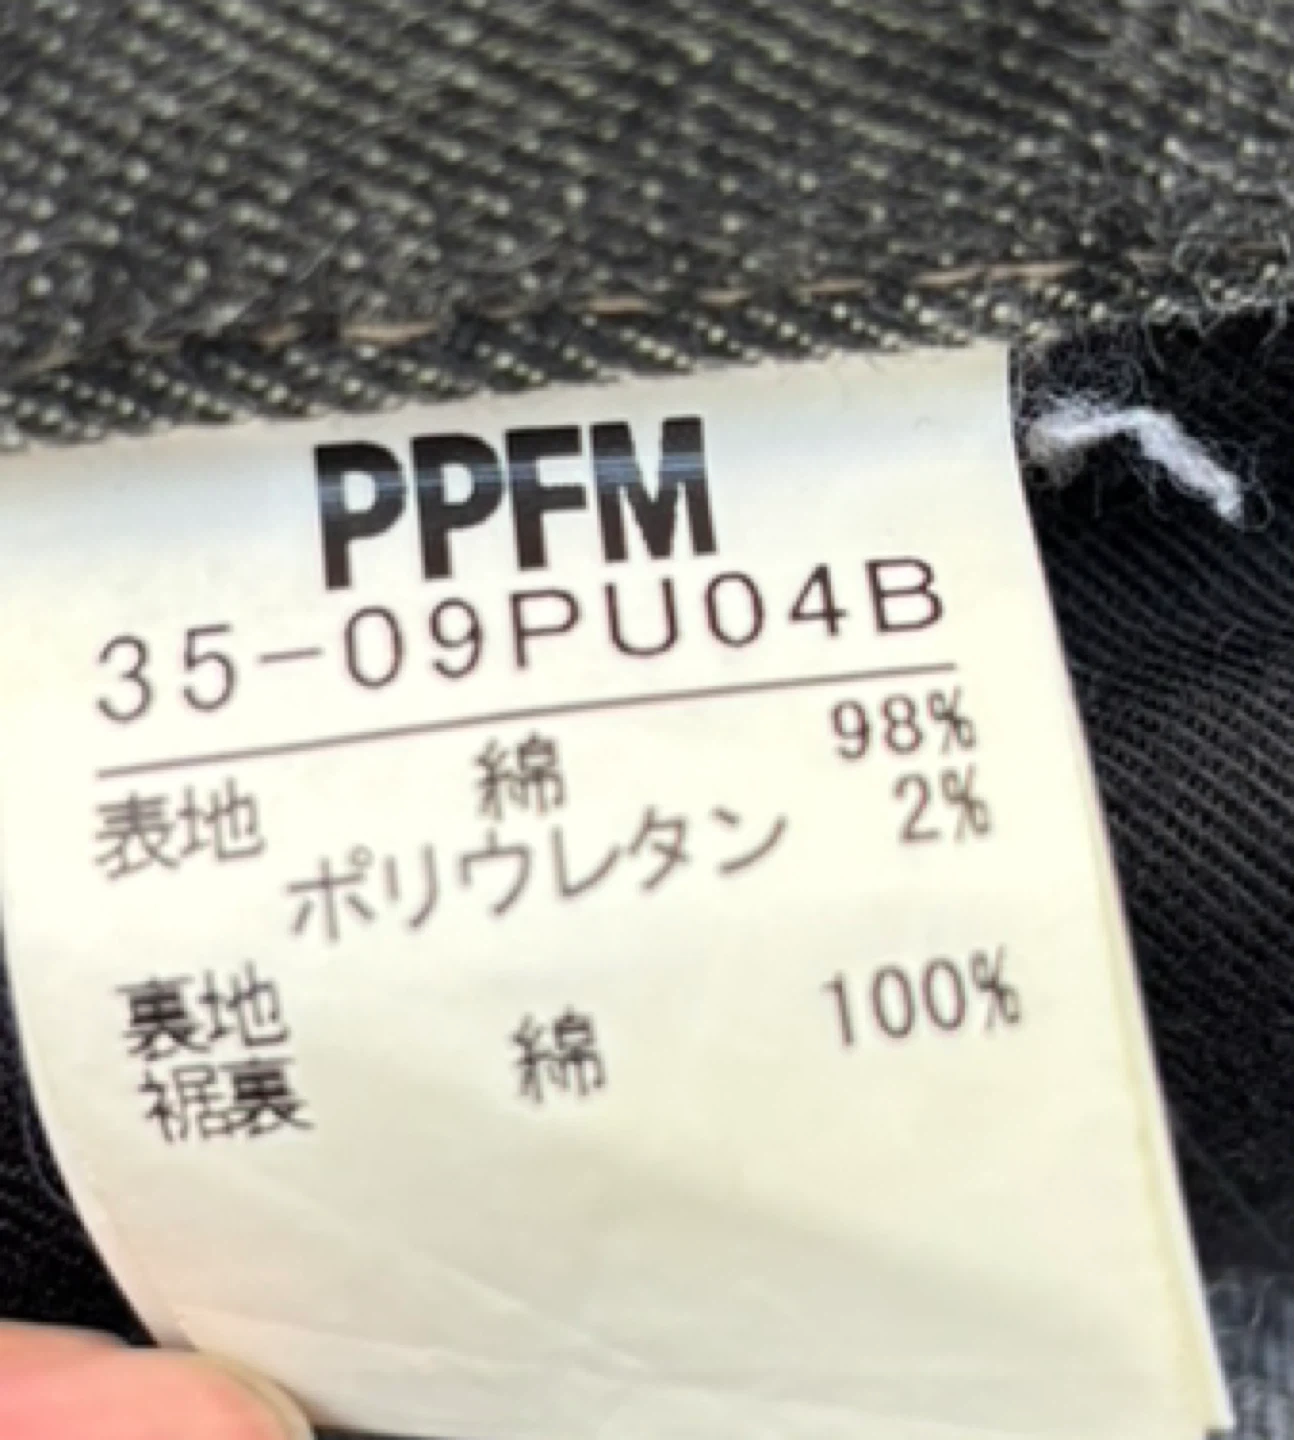 PPFM
35-09PU04B
表地 綿 98%
ポリウレタン 2%
裏地
裾裏 綿 100%